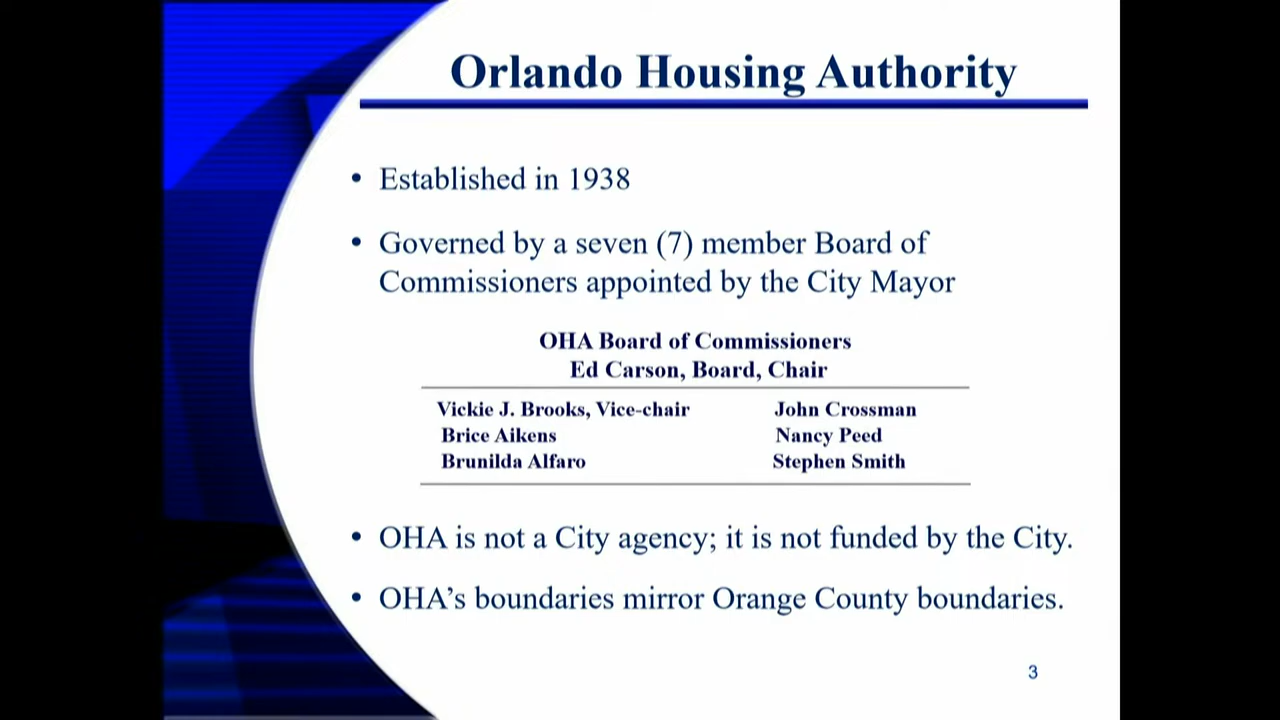 Orlando Housing Authority
• Established in 1938
• Governed by a seven (7) member Board of
Commissioners appointed by the City Mayor
OHA Board of Commissioners
Ed Carson, Board, Chair
Vickie J. Brooks, Vice-chair John Crossman
Brice Aikens Nancy Peed
Brunilda Alfaro Stephen Smith
• OHA is not a City agency; it is not funded by the City.
• OHA’s boundaries mirror Orange County boundaries.
3